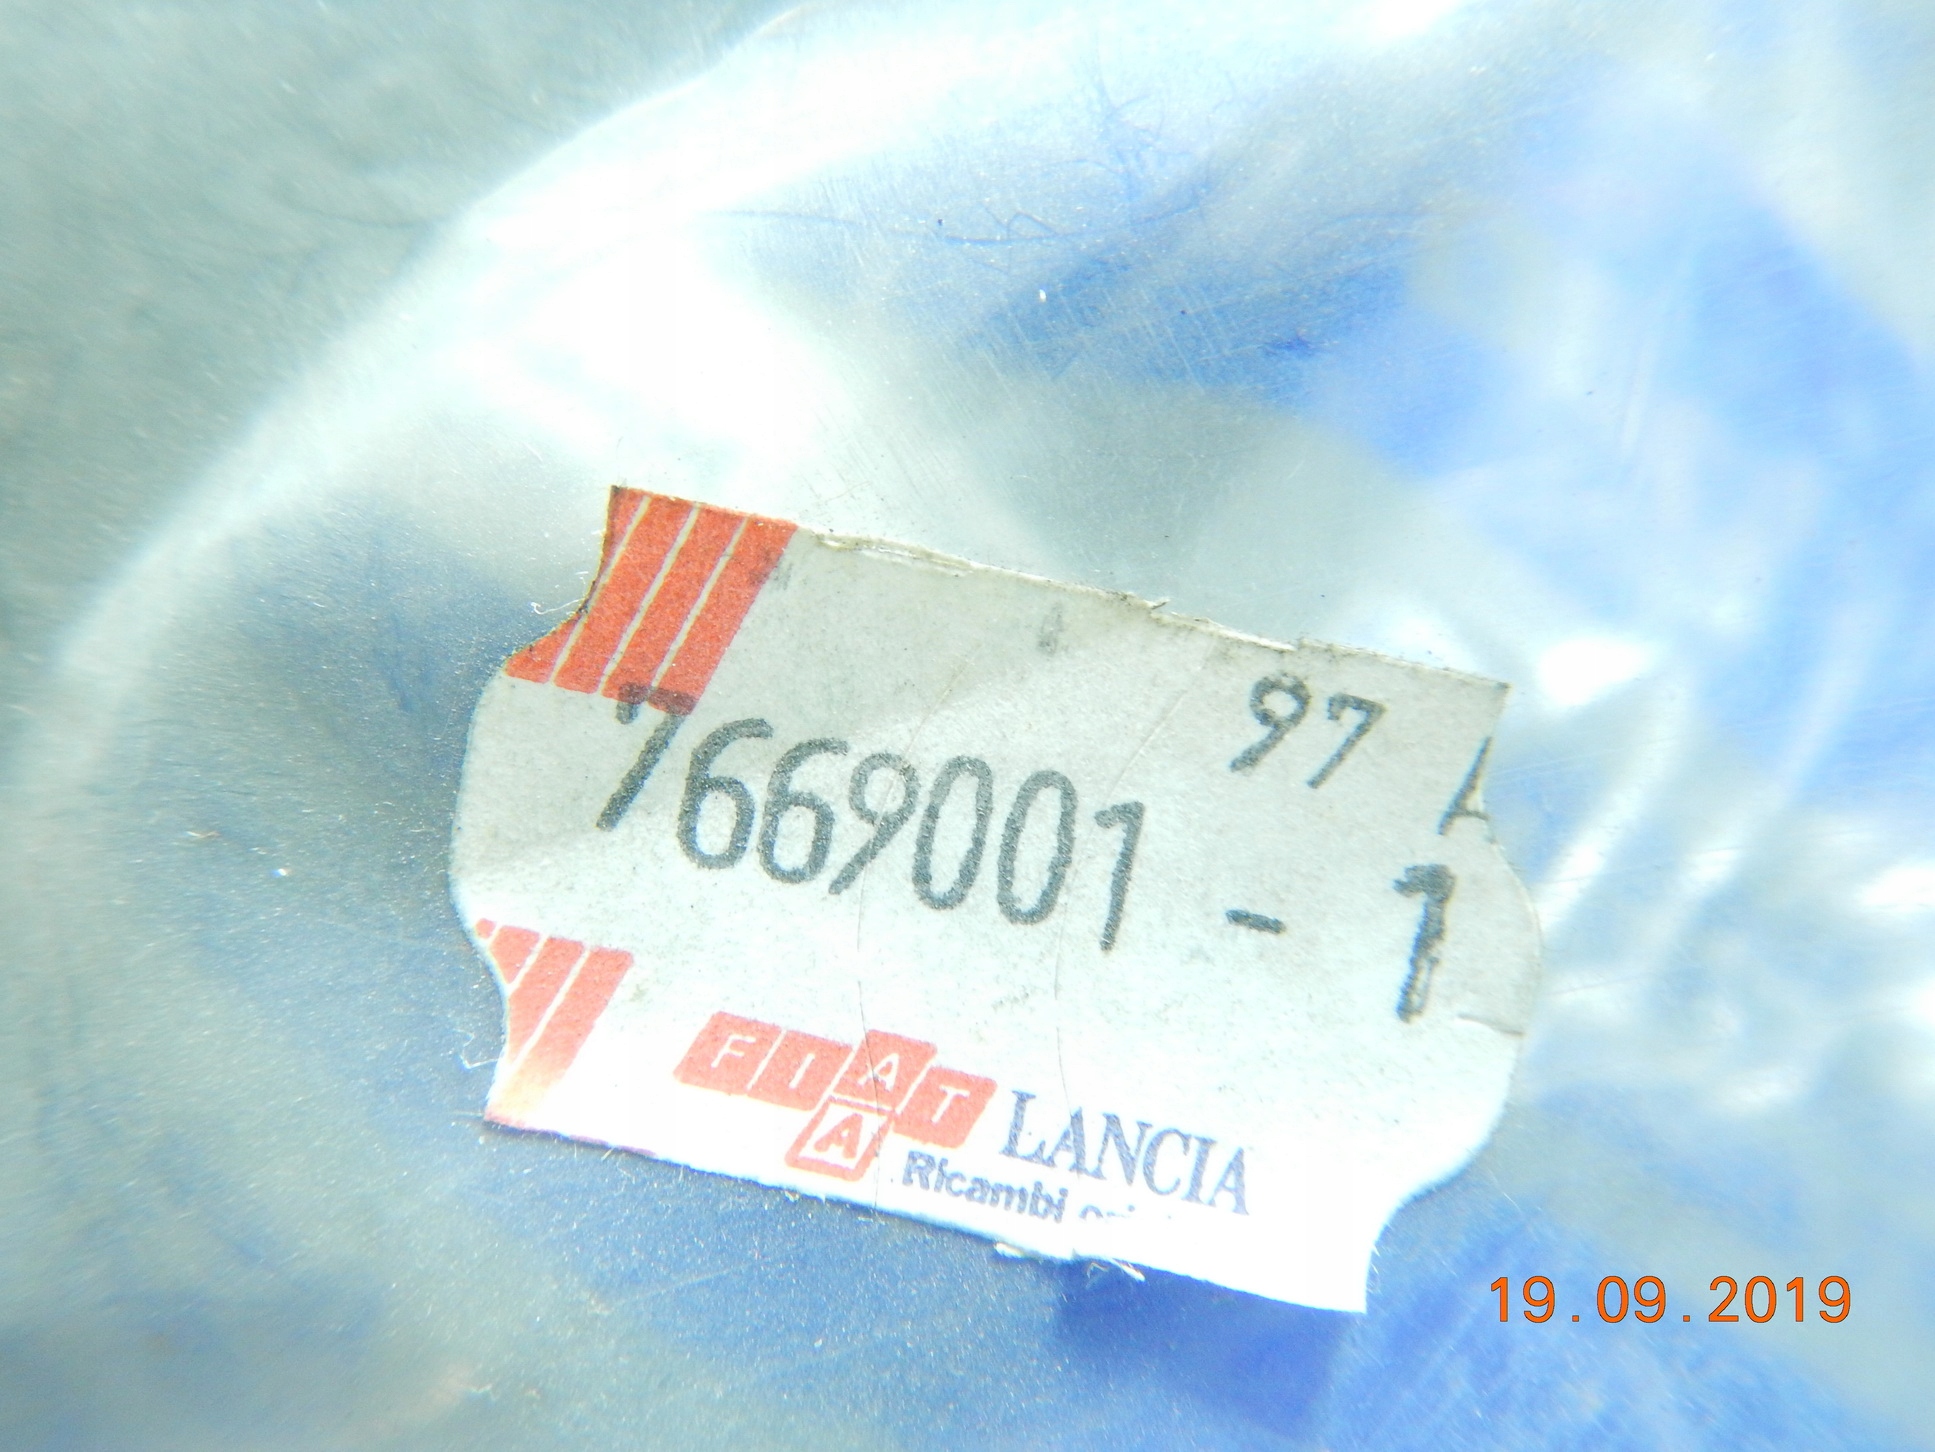 97 A
7669001 - 1
FIAT LANCIA
A
Ricambi
19.09.2019